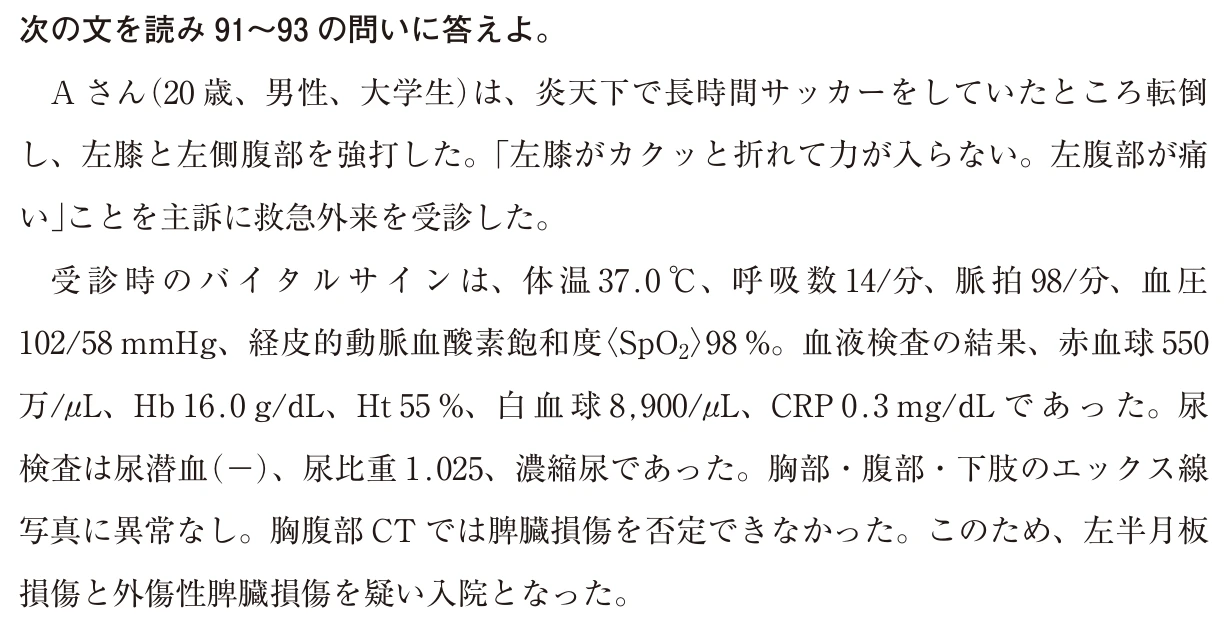 次の文を読み 91～93 の問いに答えよ。
A さん(20 歳、男性、大学生)は、炎天下で長時間サッカーをしていたところ転倒
し、左膝と左側腹部を強打した。「左膝がカクッと折れて力が入らない。左腹部が痛
い」ことを主訴に救急外来を受診した。
受診時のバイタルサインは、体温 37.0 ℃、呼吸数 14/分、脈拍 98/分、血圧
102/58 mmHg、経皮的動脈血酸素飽和度〈SpO₂〉98 %。血液検査の結果、赤血球 550
万/μL、Hb 16.0 g/dL、Ht 55 %、白血球 8,900/μL、CRP 0.3 mg/dL であった。尿
検査は尿潜血(－)、尿比重 1.025、濃縮尿であった。胸部・腹部・下肢のエックス線
写真に異常なし。胸腹部 CT では脾臓損傷を否定できなかった。このため、左半月板
損傷と外傷性脾臓損傷を疑い入院となった。